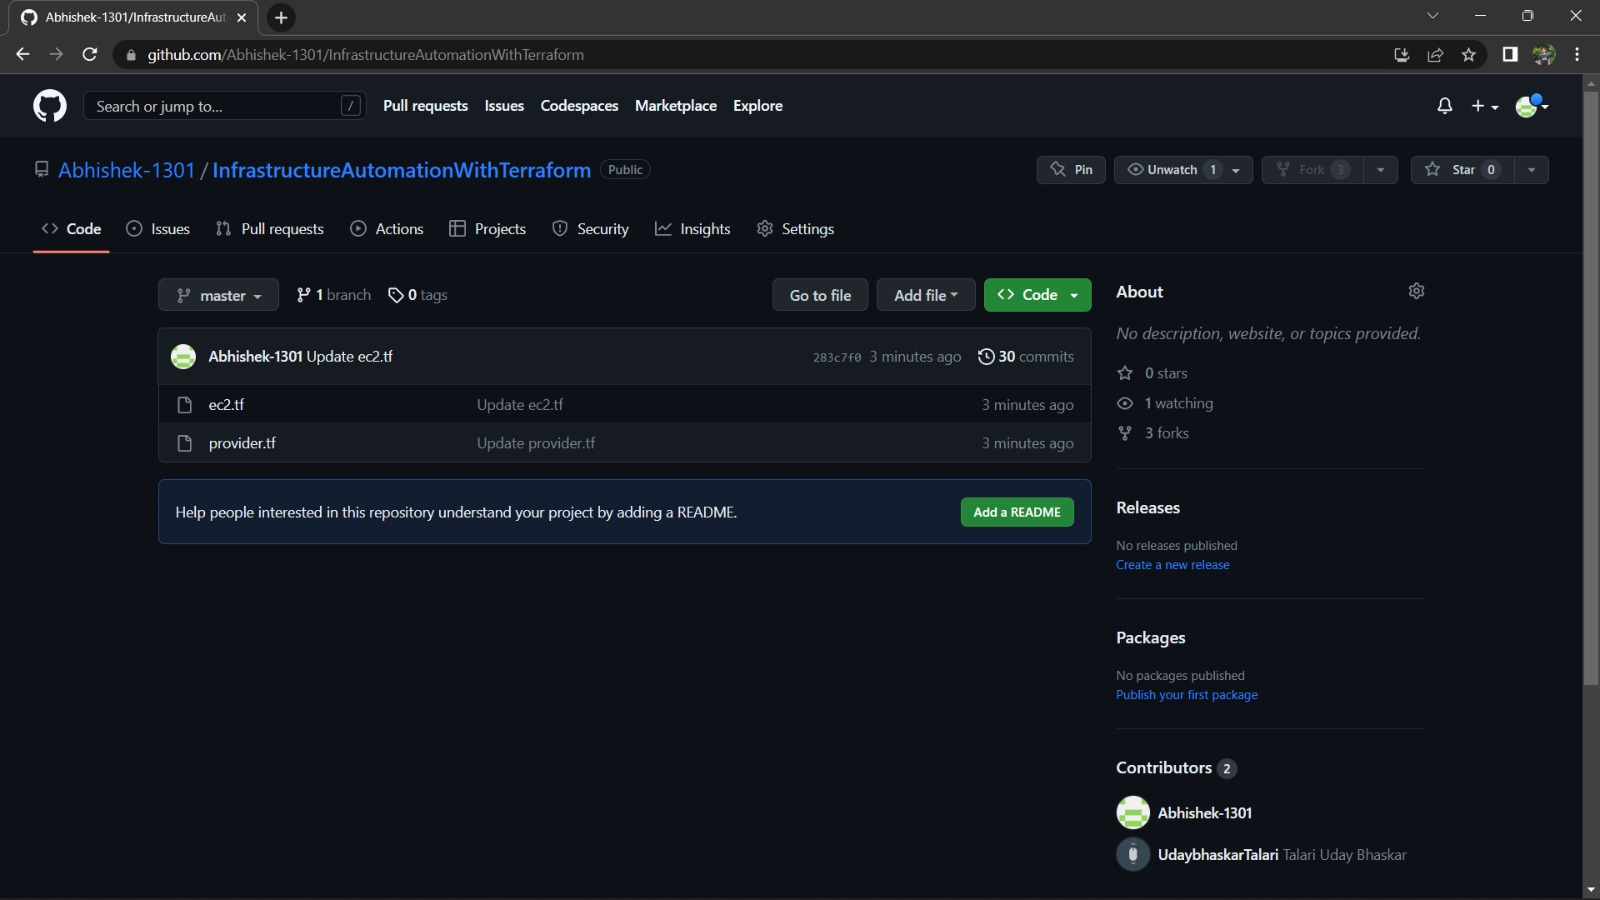 Abhishek-1301/InfrastructureAut
github.com/Abhishek-1301/InfrastructureAutomationWithTerraform
Search or jump to... /
Pull requests Issues Codespaces Marketplace Explore
Abhishek-1301 / InfrastructureAutomationWithTerraform Public
Pin Unwatch 1 Fork 3 Star 0
Code Issues Pull requests Actions Projects Security Insights Settings
master 1 branch 0 tags
Go to file Add file Code
Abhishek-1301 Update ec2.tf 283c7f0 3 minutes ago 30 commits
ec2.tf Update ec2.tf 3 minutes ago
provider.tf Update provider.tf 3 minutes ago
Help people interested in this repository understand your project by adding a README. Add a README
About
No description, website, or topics provided.
0 stars
1 watching
3 forks
Releases
No releases published
Create a new release
Packages
No packages published
Publish your first package
Contributors 2
Abhishek-1301
UdaybhaskarTalari Talari Uday Bhaskar